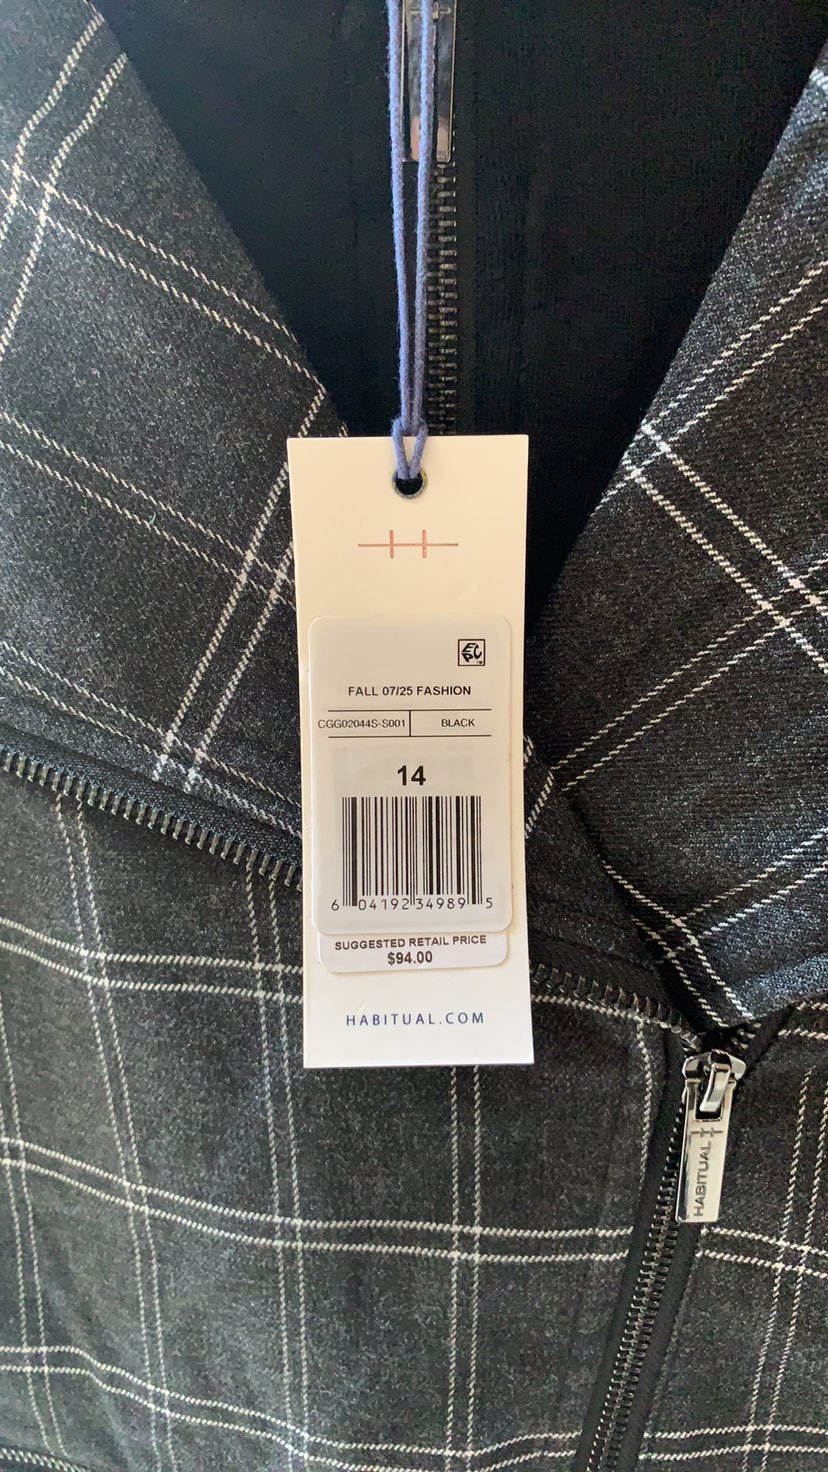 EPC
FALL 07/25 FASHION
CGG02044S-S001 BLACK
14
6 04192 34989 5
SUGGESTED RETAIL PRICE
$94.00
HABITUAL.COM
HABITUAL